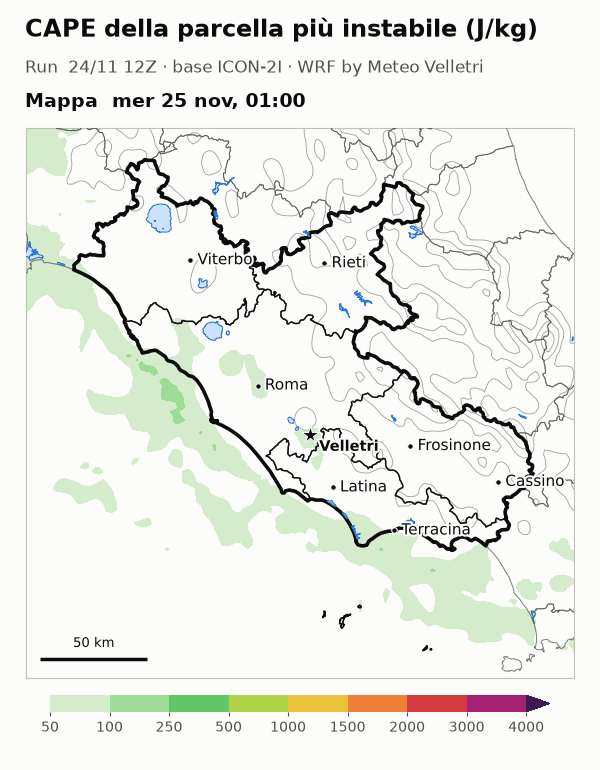 CAPE della parcella più instabile (J/kg)
Run  24/11 12Z · base ICON-2I · WRF by Meteo Velletri
Mappa  mer 25 nov, 01:00
Viterbo
Rieti
Roma
Velletri
Frosinone
Cassino
Latina
Terracina
50 km
50 100 250 500 1000 1500 2000 3000 4000